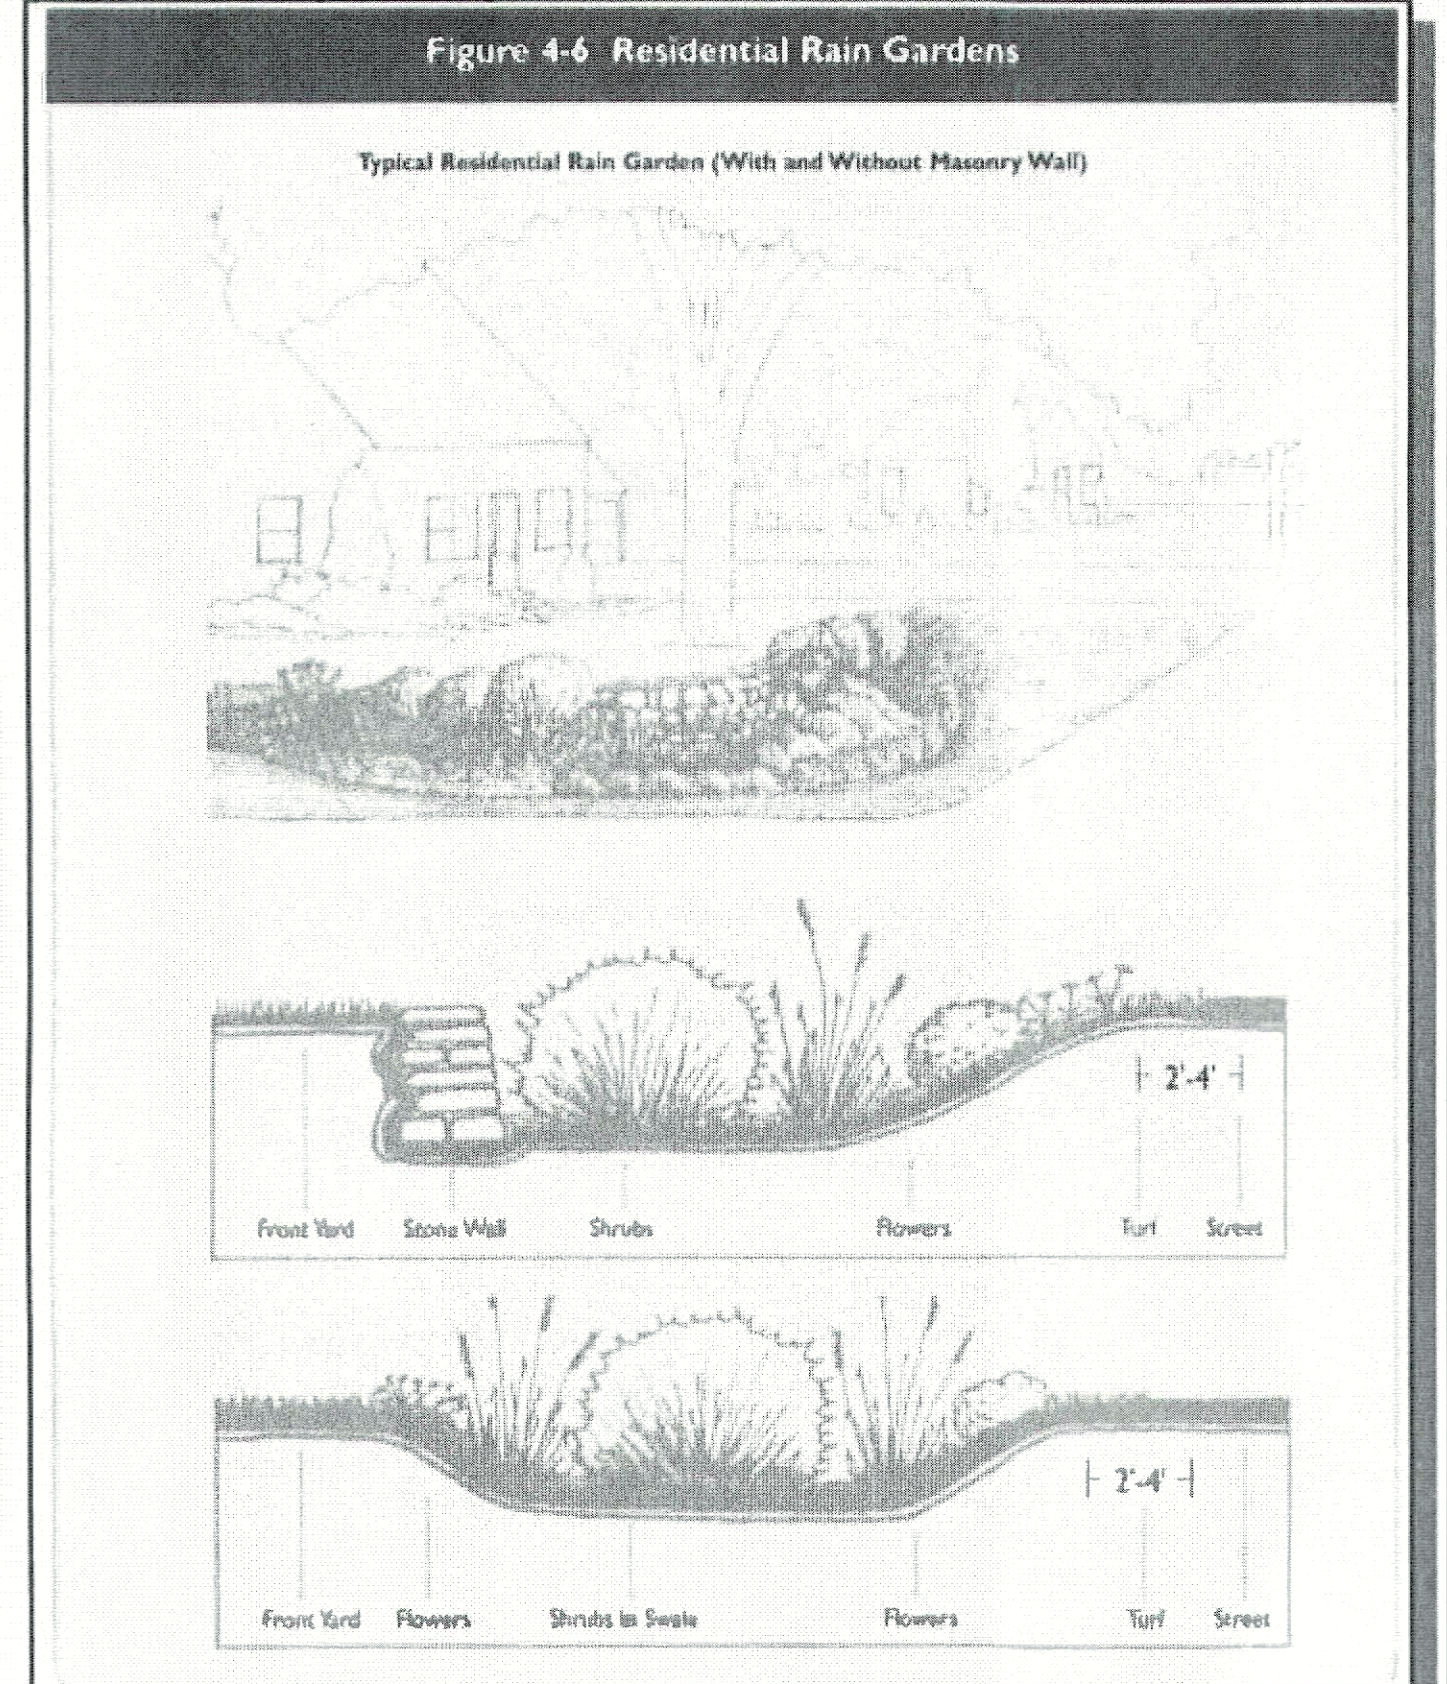 Figure 4-6 Residential Rain Gardens
Typical Residential Rain Garden (With and Without Masonry Wall)
2'-4'
Front Yard Stone Wall Shrubs Flowers Turf Street
2'-4'
Front Yard Flowers Shrubs in Swale Flowers Turf Street